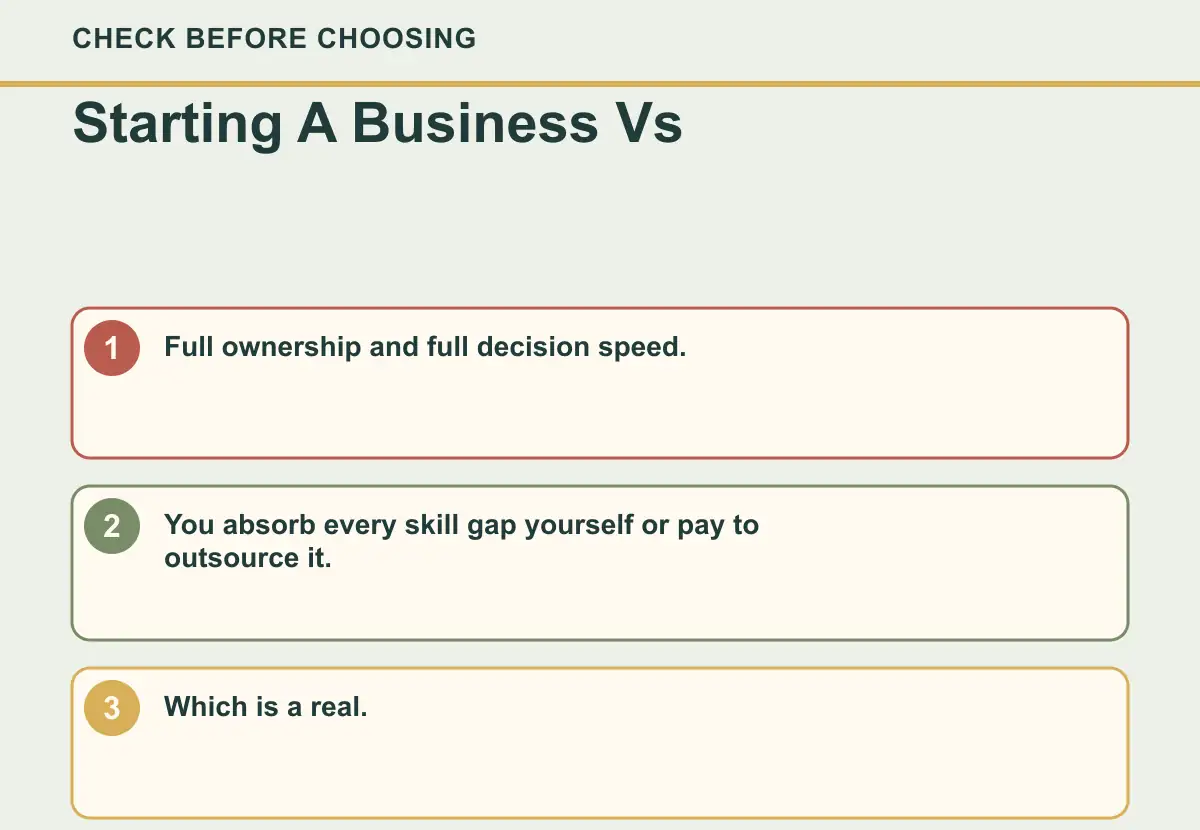 CHECK BEFORE CHOOSING
Starting A Business Vs
1 Full ownership and full decision speed.
2 You absorb every skill gap yourself or pay to
outsource it.
3 Which is a real.